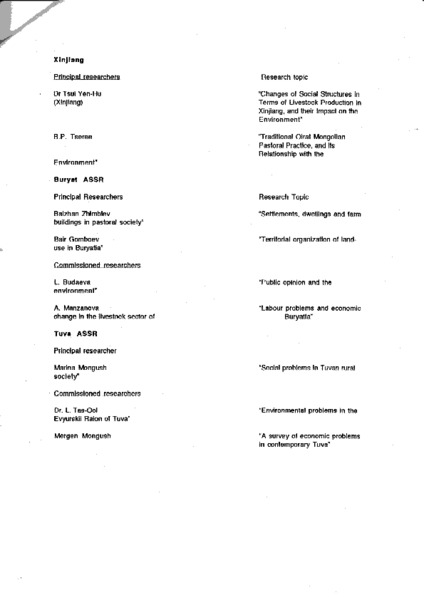 Xinjiang
Principal researchers Research topic
Dr Tsui Yen-Hu "Changes of Social Structures in
(Xinjiang) Terms of Livestock Production in
Xinjiang, and their Impact on the
Environment"
B.P. Tseren "Traditional Oirat Mongolian
Pastoral Practice, and its
Relationship with the
Environment"
Buryat ASSR
Principal Researchers Research Topic
Balzhan Zhimbiev "Settlements, dwellings and farm
buildings in pastoral society"
Bair Gomboev "Territorial organization of land-
use in Buryatia"
Commissioned researchers
L. Budaeva "Public opinion and the
environment"
A. Manzanova "Labour problems and economic
change in the livestock sector of Buryatia"
Tuva ASSR
Principal researcher
Marina Mongush "Social problems in Tuvan rural
society"
Commissioned researchers
Dr. L. Tas-Ool "Environmental problems in the
Evyurskii Raion of Tuva"
Mergen Mongush "A survey of economic problems
in contemporary Tuva"